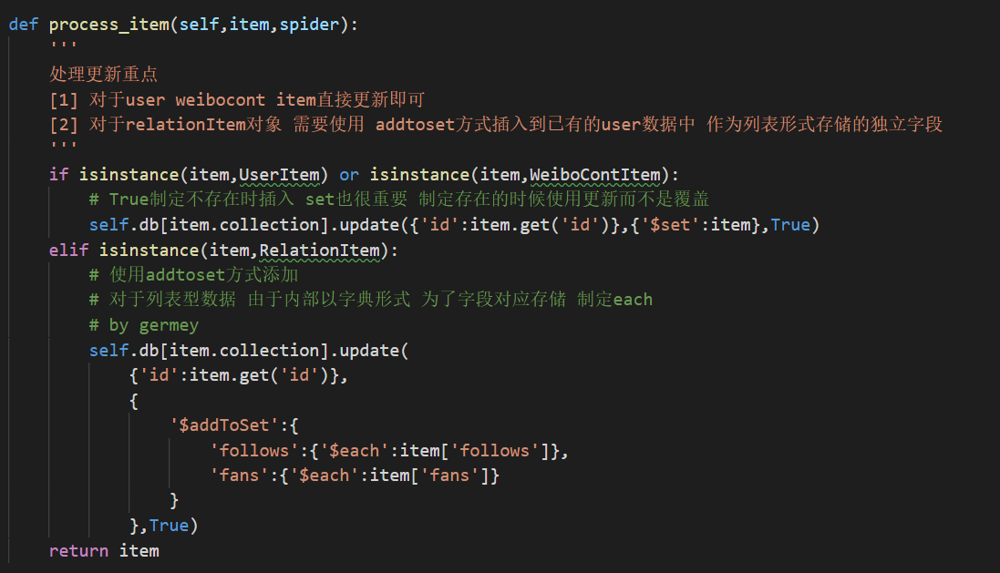 def process_item(self,item,spider):
    '''
    处理更新重点
    [1] 对于user weibocont item直接更新即可
    [2] 对于relationItem对象 需要使用 addtoset方式插入到已有的user数据中 作为列表形式存储的独立字段
    '''
    if isinstance(item,UserItem) or isinstance(item,WeiboContItem):
        # True制定不存在时插入 set也很重要 制定存在的时候使用更新而不是覆盖
        self.db[item.collection].update({'id':item.get('id')},{'$set':item},True)
    elif isinstance(item,RelationItem):
        # 使用addtoset方式添加
        # 对于列表型数据 由于内部以字典形式 为了字段对应存储 制定each
        # by germey
        self.db[item.collection].update(
            {'id':item.get('id')},
            {
                '$addToSet':{
                    'follows':{'$each':item['follows']},
                    'fans':{'$each':item['fans']}
                }
            },True)
    return item